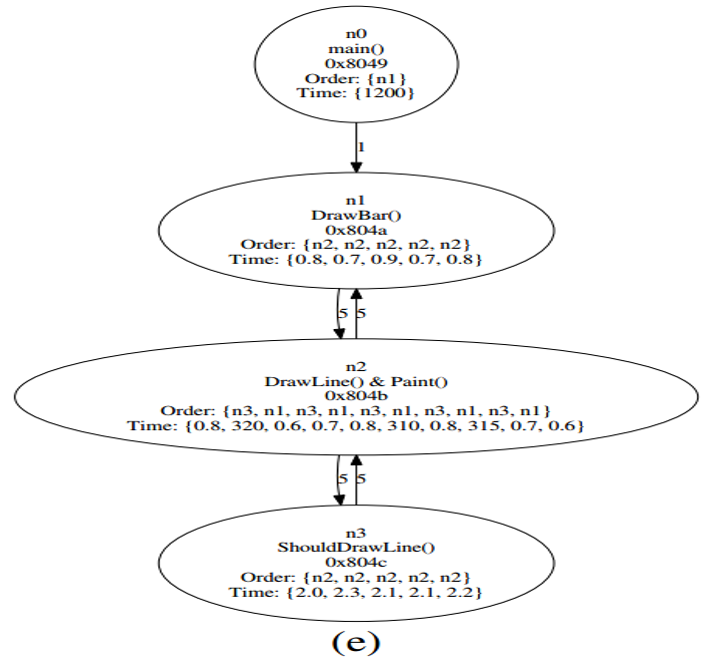 n0
main()
0x8049
Order: {n1}
Time: {1200}
1
n1
DrawBar()
0x804a
Order: {n2, n2, n2, n2, n2}
Time: {0.8, 0.7, 0.9, 0.7, 0.8}
5 5
n2
DrawLine() & Paint()
0x804b
Order: {n3, n1, n3, n1, n3, n1, n3, n1, n3, n1}
Time: {0.8, 320, 0.6, 0.7, 0.8, 310, 0.8, 315, 0.7, 0.6}
5 5
n3
ShouldDrawLine()
0x804c
Order: {n2, n2, n2, n2, n2}
Time: {2.0, 2.3, 2.1, 2.1, 2.2}
(e)